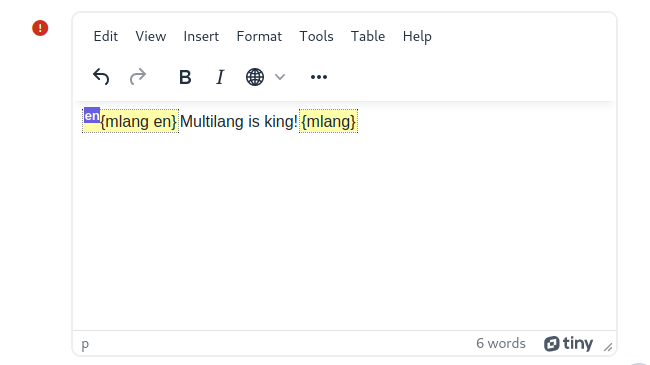 !
Edit View Insert Format Tools Table Help
B I
en{mlang en}Multilang is king!{mlang}
p 6 words tiny